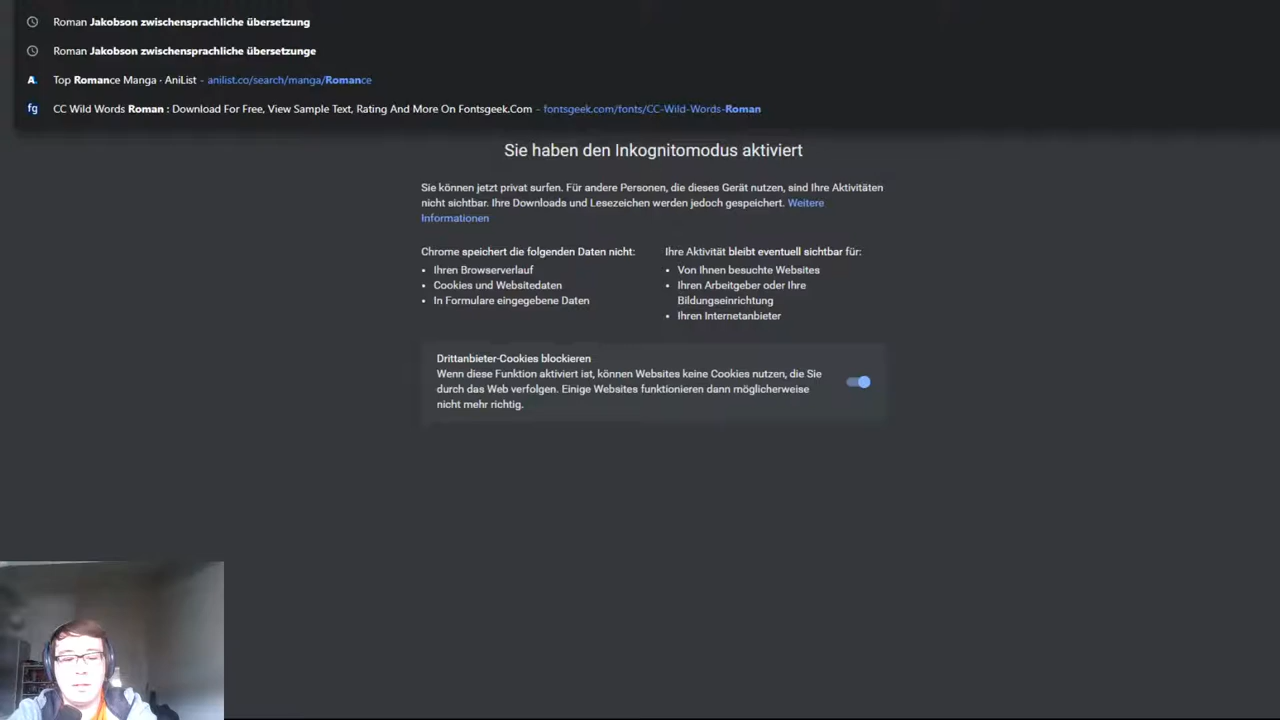 Roman Jakobson zwischensprachliche übersetzung
Roman Jakobson zwischensprachliche übersetzunge
A. Top Romance Manga · AniList - anilist.co/search/manga/Romance
fg CC Wild Words Roman : Download For Free, View Sample Text, Rating And More On Fontsgeek.Com - fontsgeek.com/fonts/CC-Wild-Words-Roman
Sie haben den Inkognitomodus aktiviert
Sie können jetzt privat surfen. Für andere Personen, die dieses Gerät nutzen, sind Ihre Aktivitäten
nicht sichtbar. Ihre Downloads und Lesezeichen werden jedoch gespeichert. Weitere
Informationen
Chrome speichert die folgenden Daten nicht:
• Ihren Browserverlauf
• Cookies und Websitedaten
• In Formulare eingegebene Daten
Ihre Aktivität bleibt eventuell sichtbar für:
• Von Ihnen besuchte Websites
• Ihren Arbeitgeber oder Ihre
Bildungseinrichtung
• Ihren Internetanbieter
Drittanbieter-Cookies blockieren
Wenn diese Funktion aktiviert ist, können Websites keine Cookies nutzen, die Sie
durch das Web verfolgen. Einige Websites funktionieren dann möglicherweise
nicht mehr richtig.